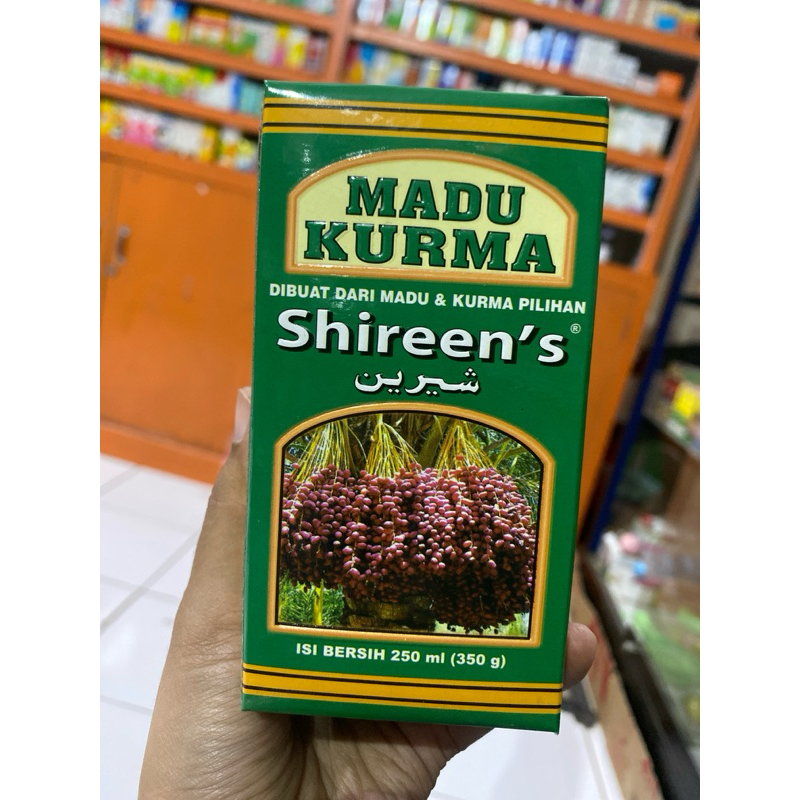 MADU
KURMA
DIBUAT DARI MADU & KURMA PILIHAN
Shireen's®
شيرين
ISI BERSIH 250 ml (350 g)